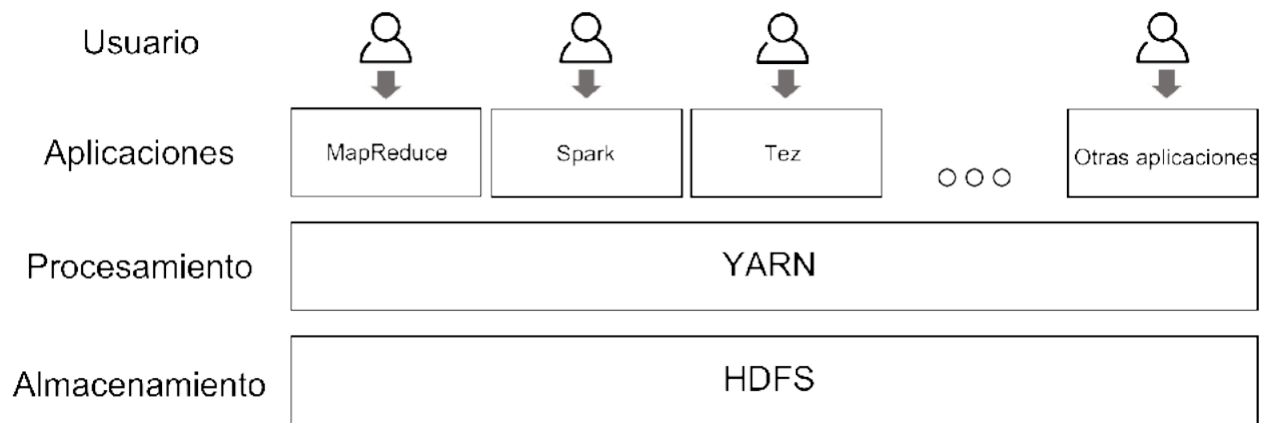 Usuario
Aplicaciones
MapReduce
Spark
Tez
Otras aplicaciones
Procesamiento
YARN
Almacenamiento
HDFS